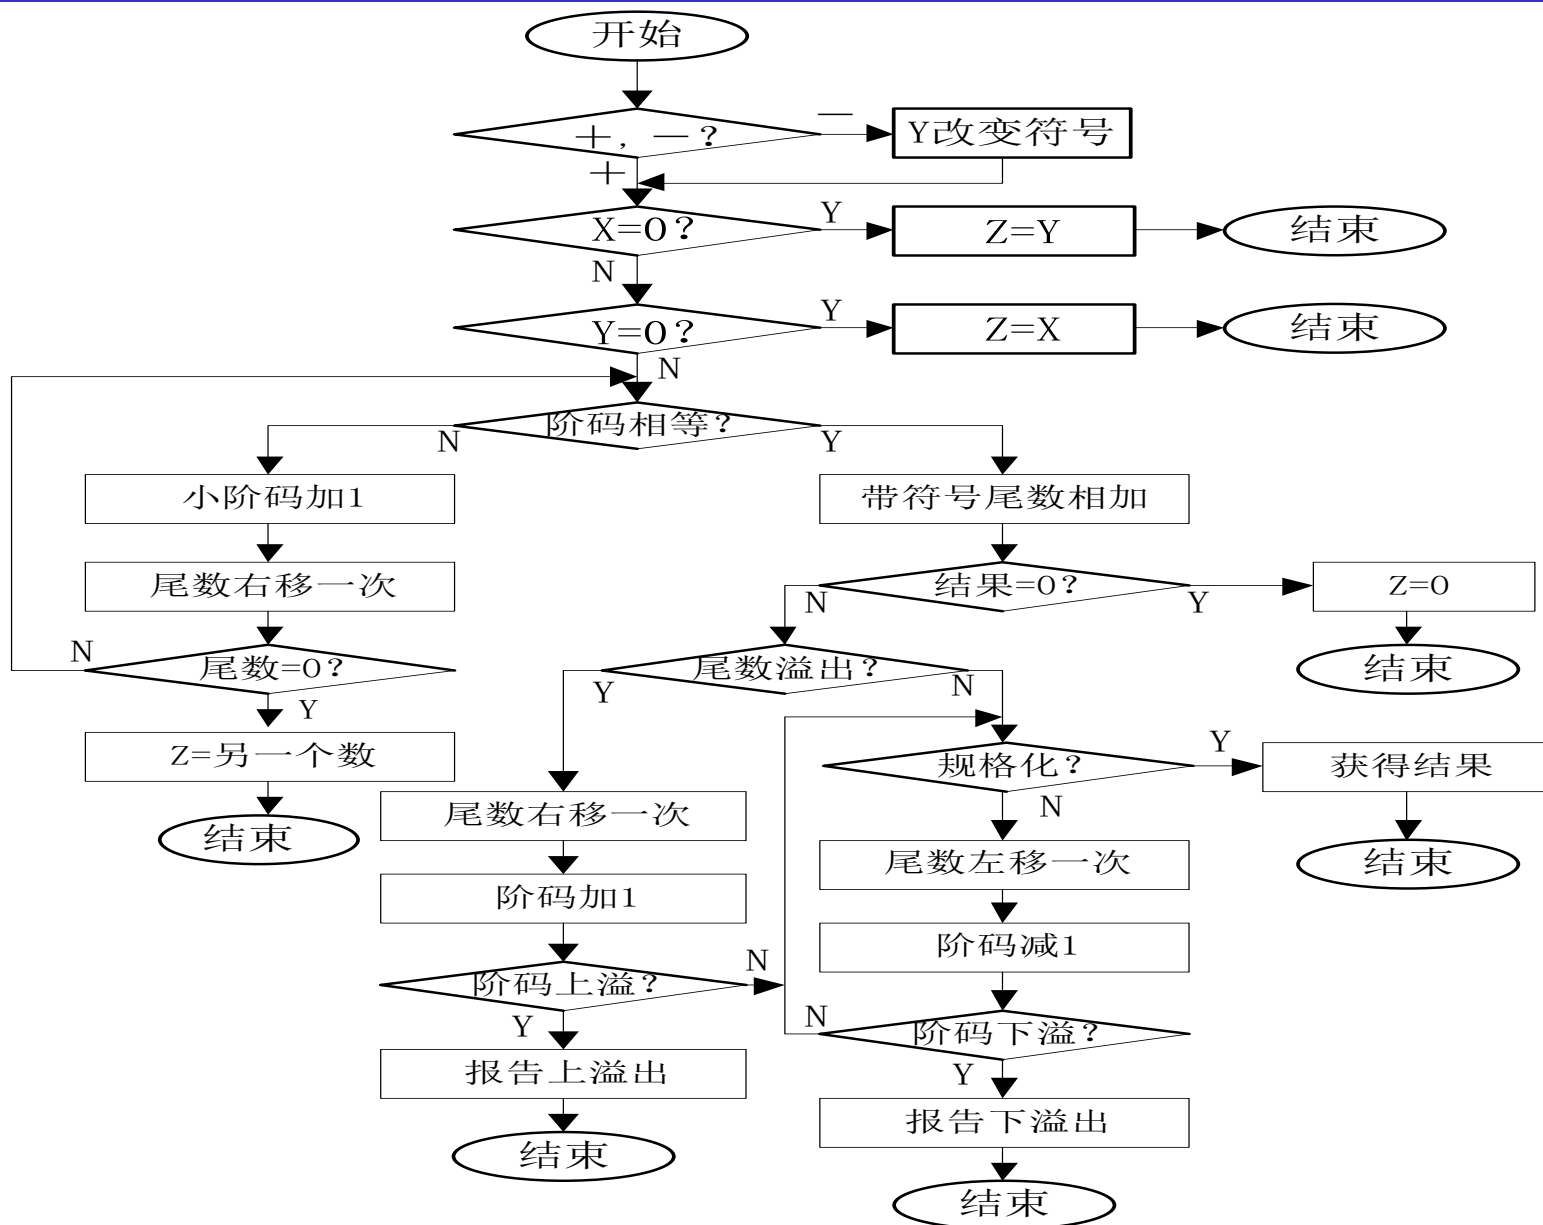 开始
+,-?
-
Y改变符号
+
X=0?
Y
Z=Y
结束
N
Y=0?
Y
Z=X
结束
N
阶码相等?
N
Y
小阶码加1
带符号尾数相加
尾数右移一次
结果=0?
N
Y
Z=0
尾数=0?
N
Y
尾数溢出?
Y
N
结束
Z=另一个数
规格化?
Y
获得结果
N
结束
尾数右移一次
尾数左移一次
结束
阶码加1
阶码减1
阶码上溢?
N
Y
阶码下溢?
N
Y
报告上溢出
报告下溢出
结束
结束